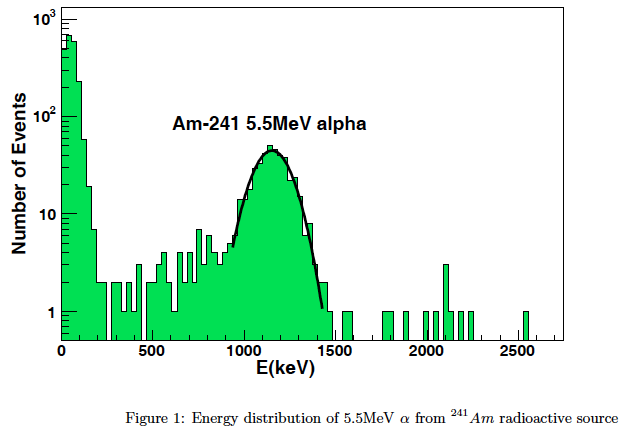 10³
10²
10
1
Number of Events
Am-241 5.5MeV alpha
0 500 1000 1500 2000 2500
E(keV)
Figure 1: Energy distribution of 5.5MeV α from ²⁴¹Am radioactive source